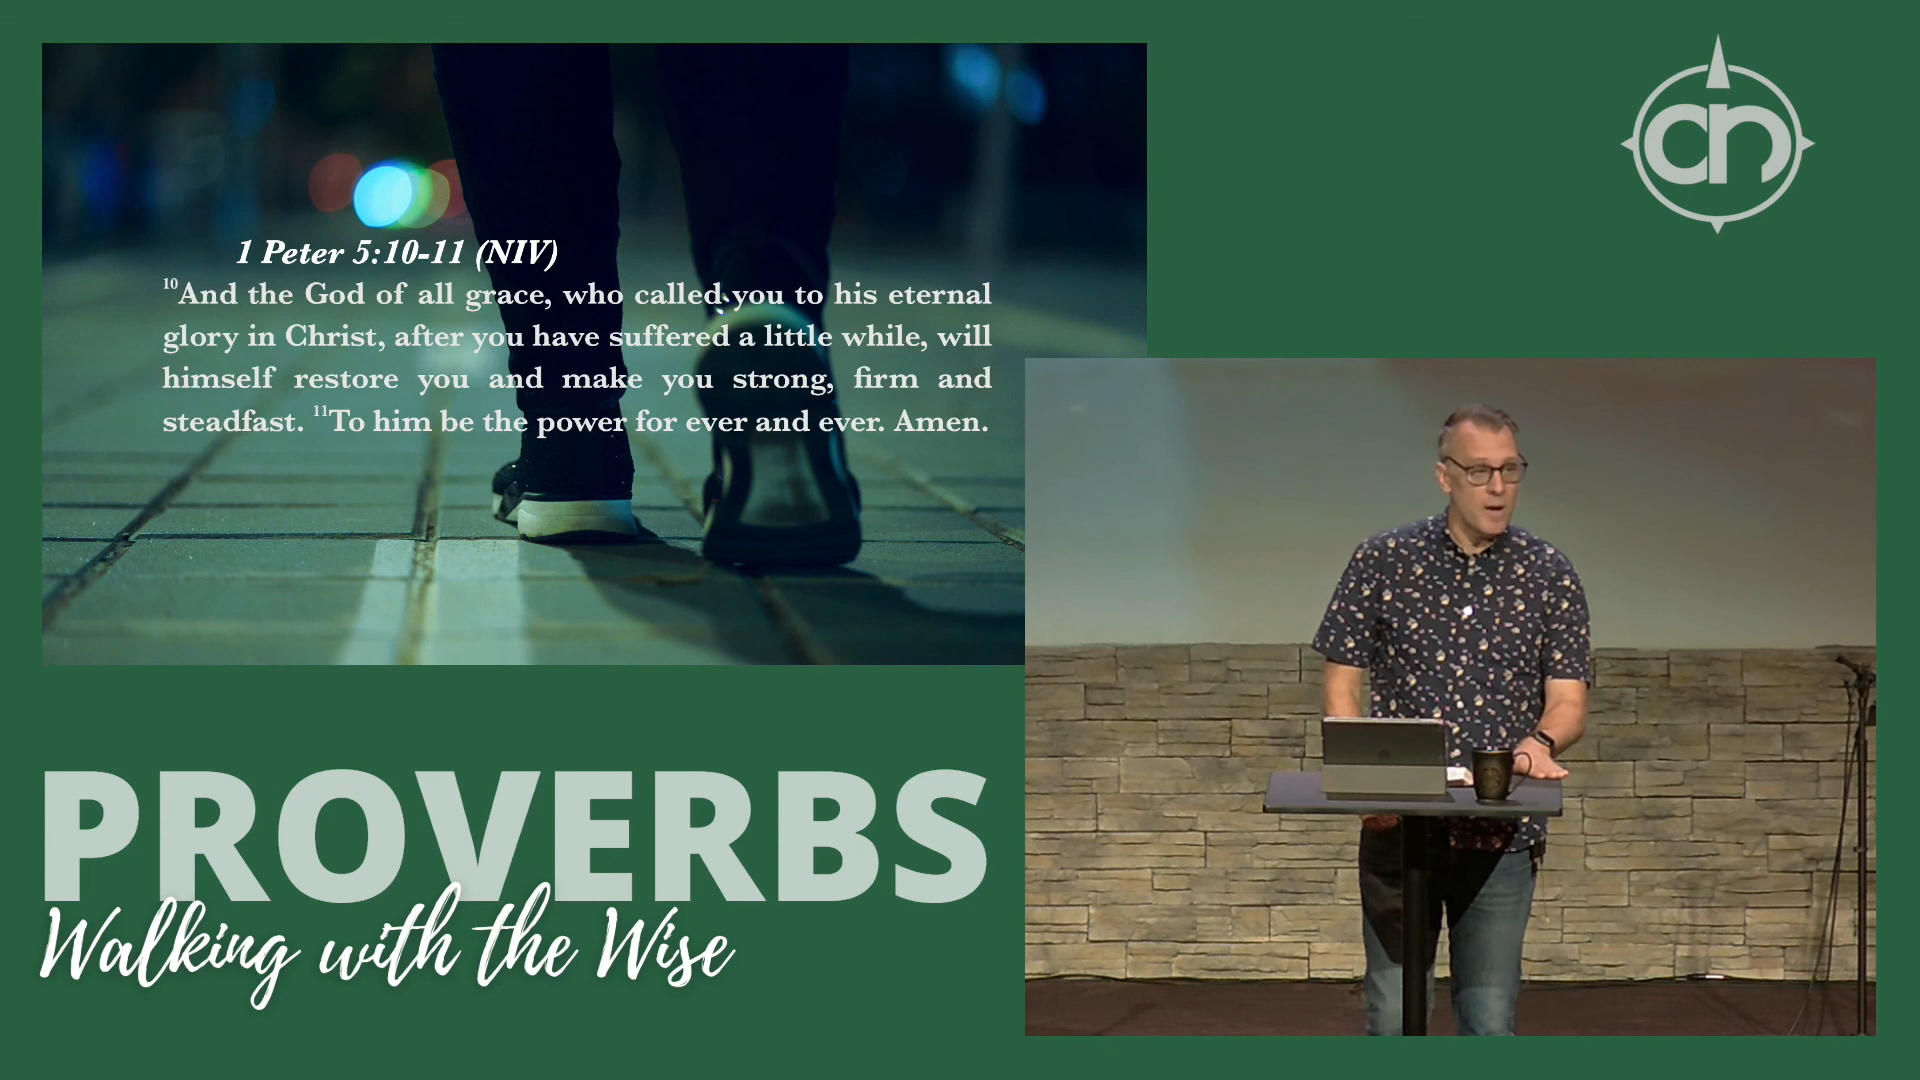 cn
1 Peter 5:10-11 (NIV)
10And the God of all grace, who called you to his eternal
glory in Christ, after you have suffered a little while, will
himself restore you and make you strong, firm and
steadfast. 11To him be the power for ever and ever. Amen.
PROVERBS
Walking with the Wise